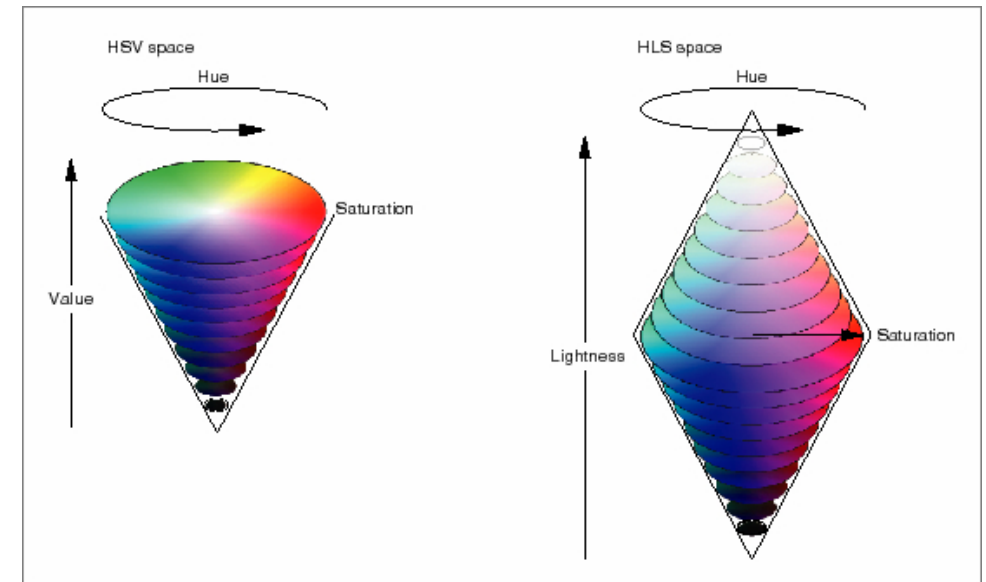 HSV space
Hue
Saturation
Value
HLS space
Hue
Saturation
Lightness